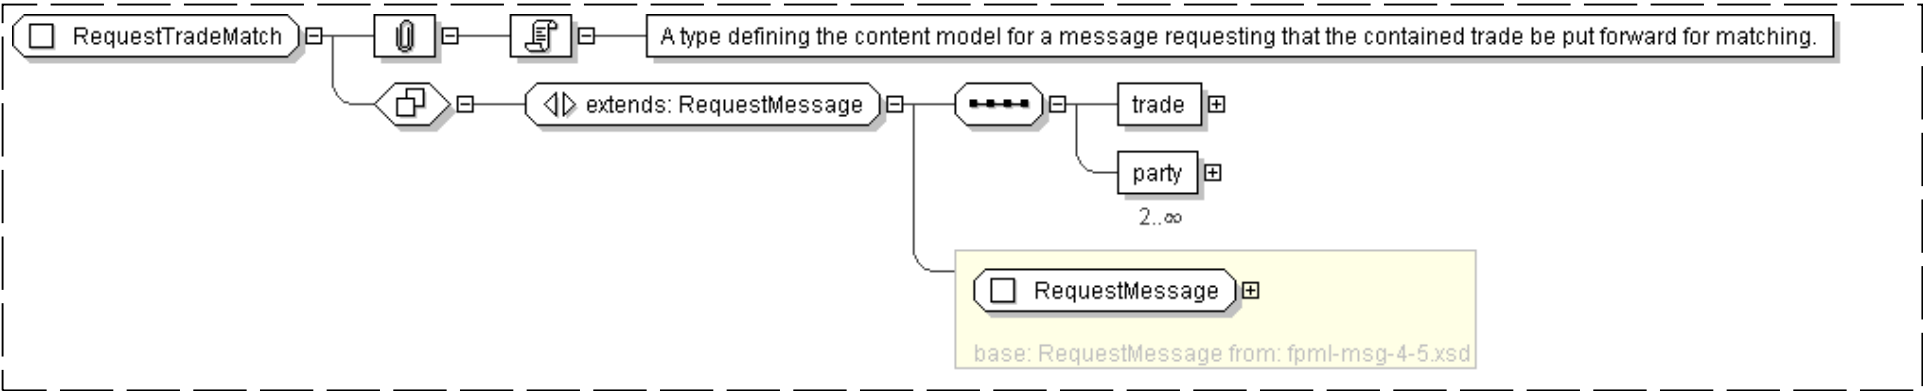 RequestTradeMatch
A type defining the content model for a message requesting that the contained trade be put forward for matching.
extends: RequestMessage
trade
party
2..∞
RequestMessage
base: RequestMessage from: fpml-msg-4-5.xsd